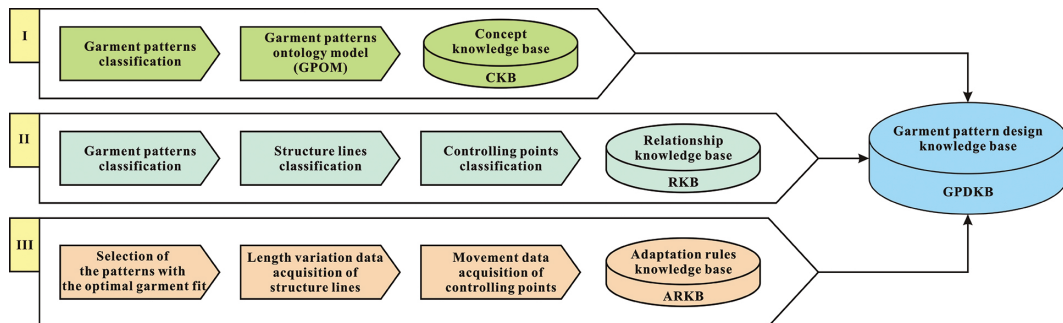 I
Garment patterns
classification
Garment patterns
ontology model
(GPOM)
Concept
knowledge base
CKB
II
Garment patterns
classification
Structure lines
classification
Controlling points
classification
Relationship
knowledge base
RKB
III
Selection of
the patterns with
the optimal garment fit
Length variation data
acquisition of
structure lines
Movement data
acquisition of
controlling points
Adaptation rules
knowledge base
ARKB
Garment pattern design
knowledge base
GPDKB